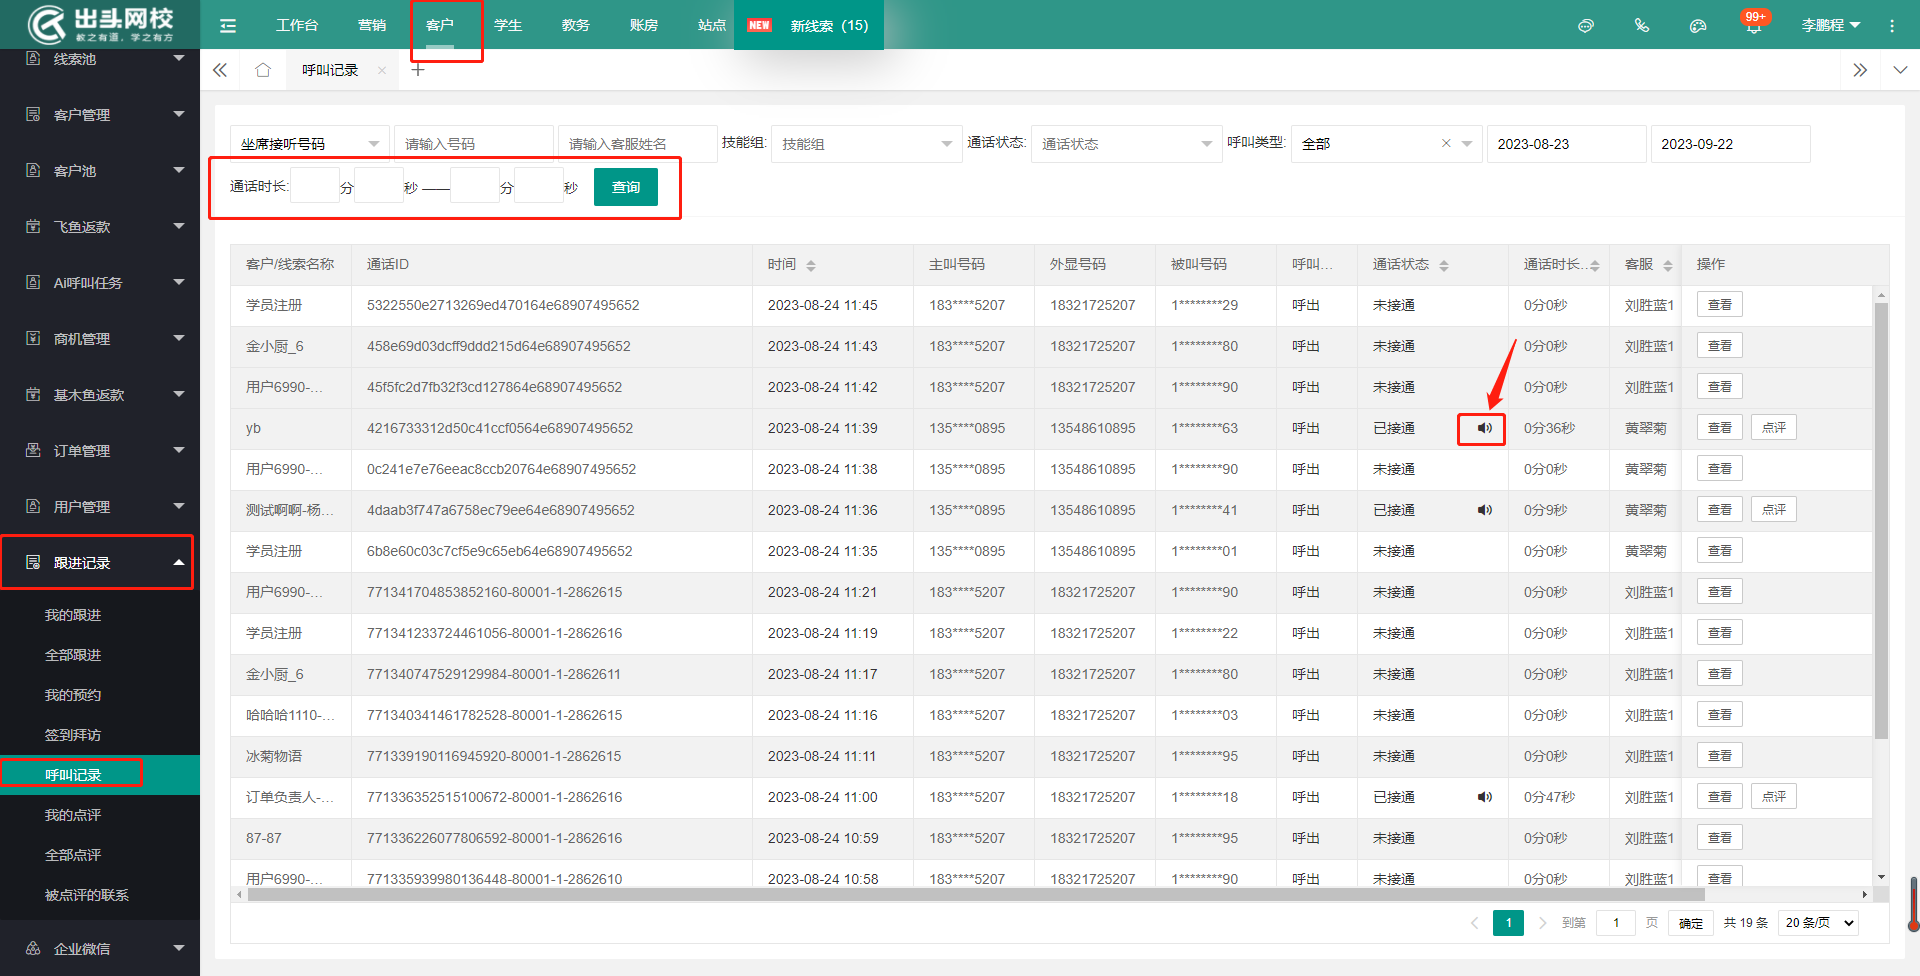 出头网校
教之有道，学之有方
工作台 营销 客户 学生 教务 账房 站点 NEW 新线索（15） 99+ 李鹏程
线索池
客户管理
客户池
飞鱼返款
Ai呼叫任务
商机管理
基木鱼返款
订单管理
用户管理
跟进记录
我的跟进
全部跟进
我的预约
签到拜访
呼叫记录
我的点评
全部点评
被点评的联系
企业微信
呼叫记录 × +
坐席接听号码 请输入号码 请输入客服姓名 技能组: 技能组 通话状态: 通话状态 呼叫类型: 全部 × 2023-08-23 2023-09-22
通话时长: 分 秒 —— 分 秒 查询
客户/线索名称 通话ID 时间 主叫号码 外显号码 被叫号码 呼叫... 通话状态 通话时长... 客服 操作
学员注册 5322550e2713269ed470164e68907495652 2023-08-24 11:45 183****5207 18321725207 1********29 呼出 未接通 0分0秒 刘胜蓝1 查看
金小厨_6 458e69d03dcff9ddd215d64e68907495652 2023-08-24 11:43 183****5207 18321725207 1********80 呼出 未接通 0分0秒 刘胜蓝1 查看
用户6990-... 45f5fc2d7fb32f3cd127864e68907495652 2023-08-24 11:42 183****5207 18321725207 1********90 呼出 未接通 0分0秒 刘胜蓝1 查看
yb 4216733312d50c41ccf0564e68907495652 2023-08-24 11:39 135****0895 13548610895 1********63 呼出 已接通 0分36秒 黄翠菊 查看 点评
用户6990-... 0c241e7e76eeac8ccb20764e68907495652 2023-08-24 11:38 135****0895 13548610895 1********90 呼出 未接通 0分0秒 黄翠菊 查看
测试啊啊-杨... 4daab3f747a6758ec79ee64e68907495652 2023-08-24 11:36 135****0895 13548610895 1********41 呼出 已接通 0分9秒 黄翠菊 查看 点评
学员注册 6b8e60c03c7cf5e9c65eb64e68907495652 2023-08-24 11:35 135****0895 13548610895 1********01 呼出 未接通 0分0秒 黄翠菊 查看
用户6990-... 771341704853852160-80001-1-2862615 2023-08-24 11:21 183****5207 18321725207 1********90 呼出 未接通 0分0秒 刘胜蓝1 查看
学员注册 771341233724461056-80001-1-2862616 2023-08-24 11:19 183****5207 18321725207 1********22 呼出 未接通 0分0秒 刘胜蓝1 查看
金小厨_6 771340747529129984-80001-1-2862611 2023-08-24 11:17 183****5207 18321725207 1********80 呼出 未接通 0分0秒 刘胜蓝1 查看
哈哈哈1110-... 771340341461782528-80001-1-2862615 2023-08-24 11:16 183****5207 18321725207 1********03 呼出 未接通 0分0秒 刘胜蓝1 查看
冰菊物语 771339190116945920-80001-1-2862615 2023-08-24 11:11 183****5207 18321725207 1********95 呼出 未接通 0分0秒 刘胜蓝1 查看
订单负责人-... 771336352515100672-80001-1-2862616 2023-08-24 11:00 183****5207 18321725207 1********18 呼出 已接通 0分47秒 刘胜蓝1 查看 点评
87-87 771336226077806592-80001-1-2862616 2023-08-24 10:59 183****5207 18321725207 1********95 呼出 未接通 0分0秒 刘胜蓝1 查看
用户6990-... 771335939980136448-80001-1-2862610 2023-08-24 10:58 183****5207 18321725207 1********90 呼出 未接通 0分0秒 刘胜蓝1 查看
1 到第 1 页 确定 共 19 条 20 条/页